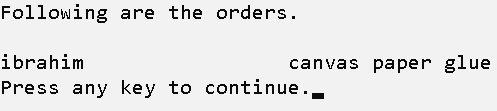 Following are the orders.
ibrahim canvas paper glue
Press any key to continue.